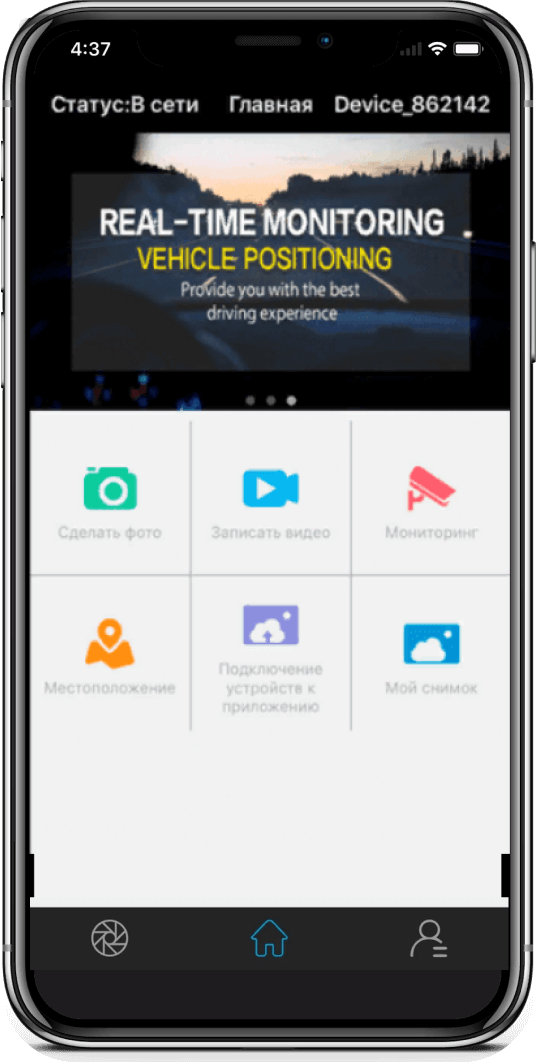 4:37
Статус:В сети Главная Device_862142
REAL-TIME MONITORING
VEHICLE POSITIONING
Provide you with the best
driving experience
Сделать фото Записать видео Мониторинг
Местоположение
Подключение
устройств к
приложению
Мой снимок